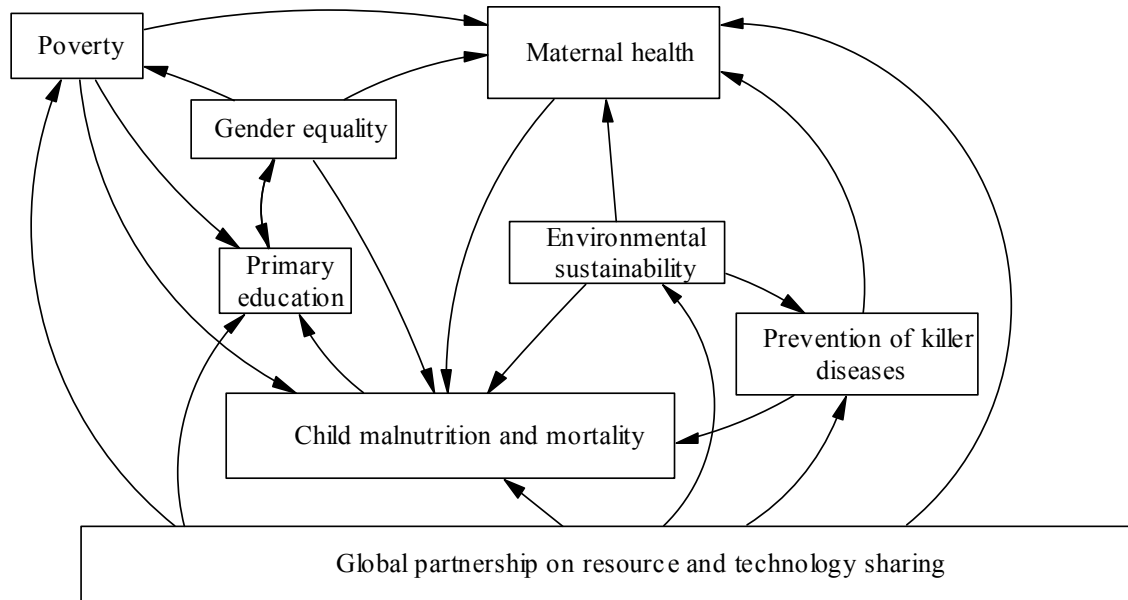 Poverty
Maternal health
Gender equality
Environmental
sustainability
Primary
education
Prevention of killer
diseases
Child malnutrition and mortality
Global partnership on resource and technology sharing